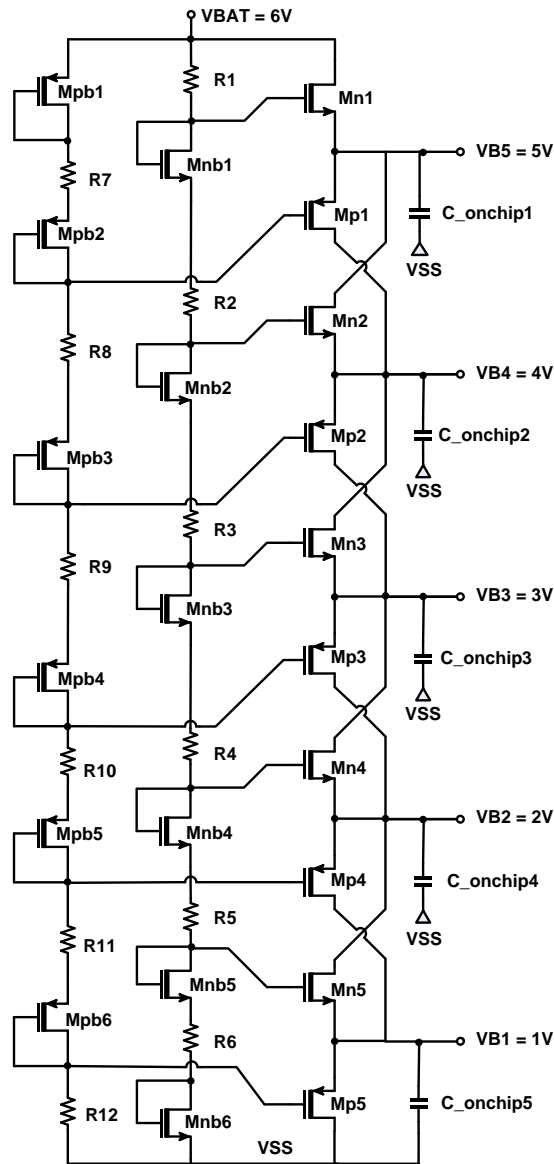 VBAT = 6V
Mpb1
R1
Mn1
Mnb1
VB5 = 5V
R7
C_onchip1
Mpb2
Mp1
VSS
R2
Mn2
R8
VB4 = 4V
Mnb2
C_onchip2
Mpb3
Mp2
VSS
R3
Mn3
R9
VB3 = 3V
Mnb3
C_onchip3
Mpb4
Mp3
VSS
R4
Mn4
R10
VB2 = 2V
Mpb5
Mnb4
C_onchip4
Mp4
VSS
R5
R11
Mnb5
Mn5
Mpb6
R6
VB1 = 1V
Mp5
C_onchip5
R12
Mnb6
VSS